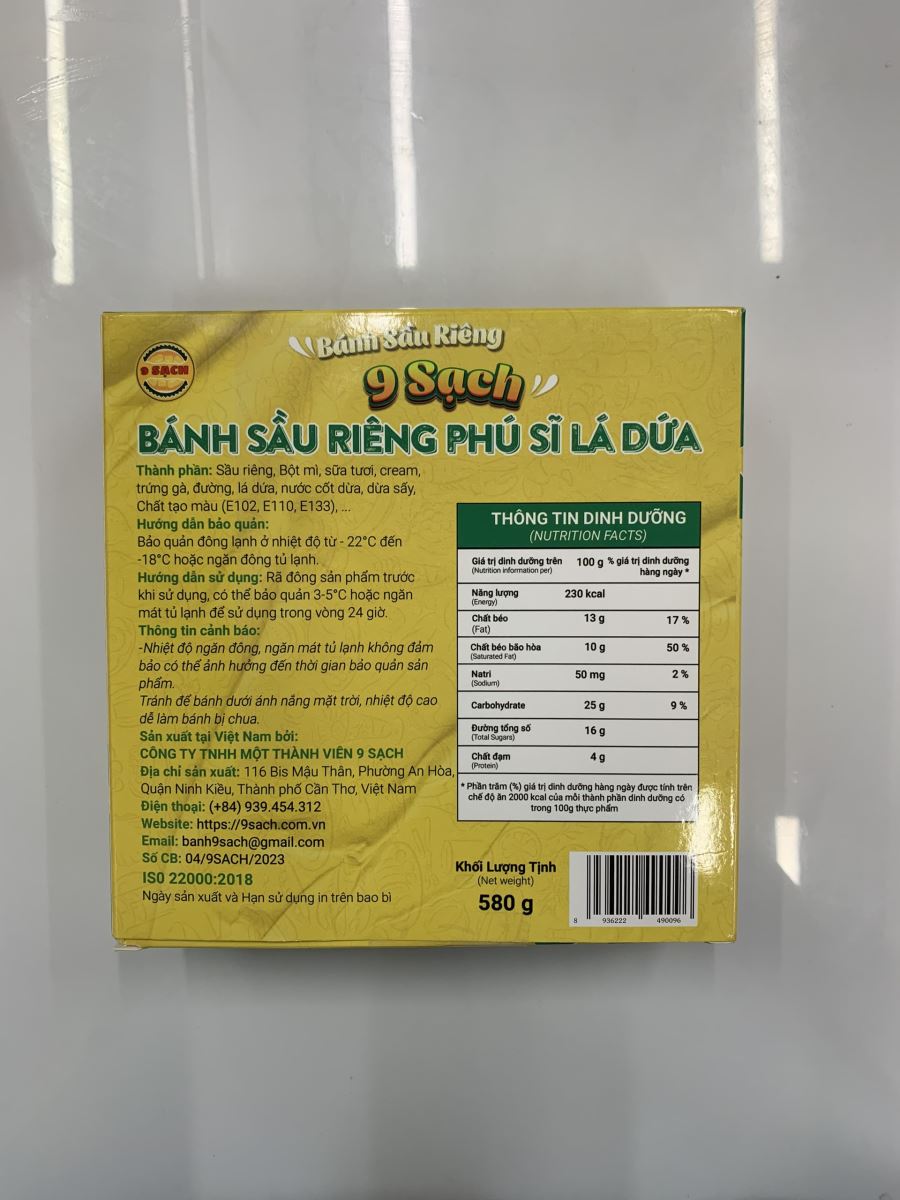 9 SẠCH
Bánh Sầu Riêng
9 Sạch
BÁNH SẦU RIÊNG PHÚ SĨ LÁ DỨA
Thành phần: Sầu riêng, Bột mì, sữa tươi, cream,
trứng gà, đường, lá dứa, nước cốt dừa, dừa sấy,
Chất tạo màu (E102, E110, E133), ...
Hướng dẫn bảo quản:
Bảo quản đông lạnh ở nhiệt độ từ - 22°C đến
-18°C hoặc ngăn đông tủ lạnh.
Hướng dẫn sử dụng: Rã đông sản phẩm trước
khi sử dụng, có thể bảo quản 3-5°C hoặc ngăn
mát tủ lạnh để sử dụng trong vòng 24 giờ.
Thông tin cảnh báo:
-Nhiệt độ ngăn đông, ngăn mát tủ lạnh không đảm
bảo có thể ảnh hưởng đến thời gian bảo quản sản
phẩm.
Tránh để bánh dưới ánh nắng mặt trời, nhiệt độ cao
dễ làm bánh bị chua.
Sản xuất tại Việt Nam bởi:
CÔNG TY TNHH MỘT THÀNH VIÊN 9 SẠCH
Địa chỉ sản xuất: 116 Bis Mậu Thân, Phường An Hòa,
Quận Ninh Kiều, Thành phố Cần Thơ, Việt Nam
Điện thoại: (+84) 939.454.312
Website: https://9sach.com.vn
Email: banh9sach@gmail.com
Số CB: 04/9SACH/2023
ISO 22000:2018
Ngày sản xuất và Hạn sử dụng in trên bao bì
THÔNG TIN DINH DƯỠNG
(NUTRITION FACTS)
Giá trị dinh dưỡng trên 100 g % giá trị dinh dưỡng
(Nutrition information per) hàng ngày *
Năng lượng 230 kcal
(Energy)
Chất béo 13 g 17 %
(Fat)
Chất béo bão hòa 10 g 50 %
(Saturated Fat)
Natri 50 mg 2 %
(Sodium)
Carbohydrate 25 g 9 %
Đường tổng số 16 g
(Total Sugars)
Chất đạm 4 g
(Protein)
* Phần trăm (%) giá trị dinh dưỡng hàng ngày được tính trên
chế độ ăn 2000 kcal của mỗi thành phần dinh dưỡng có
trong 100g thực phẩm
Khối Lượng Tịnh
(Net weight)
580 g
8 936222 490096